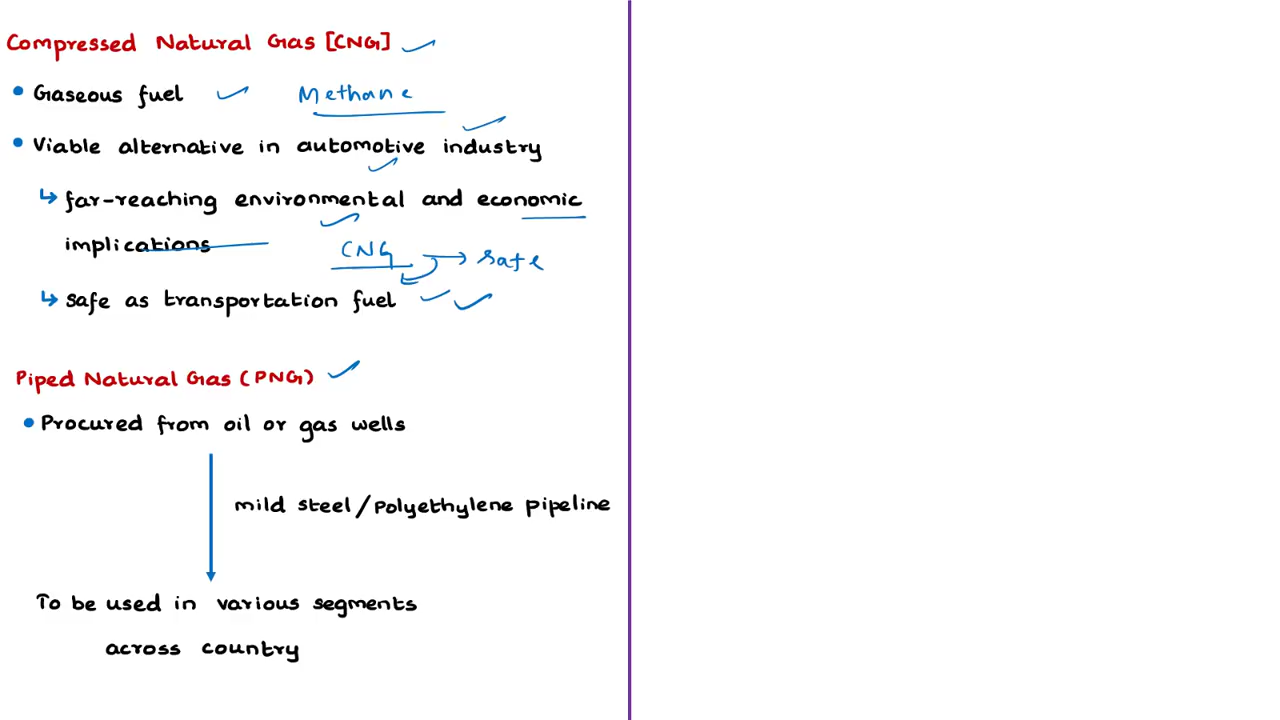 Compressed Natural Gas [CNG]
• Gaseous fuel Methane
• Viable alternative in automotive industry
↳ far-reaching environmental and economic
implications
CNG → safe
↳ safe as transportation fuel
Piped Natural Gas (PNG)
• Procured from oil or gas wells
mild steel/polyethylene pipeline
To be used in various segments
across country